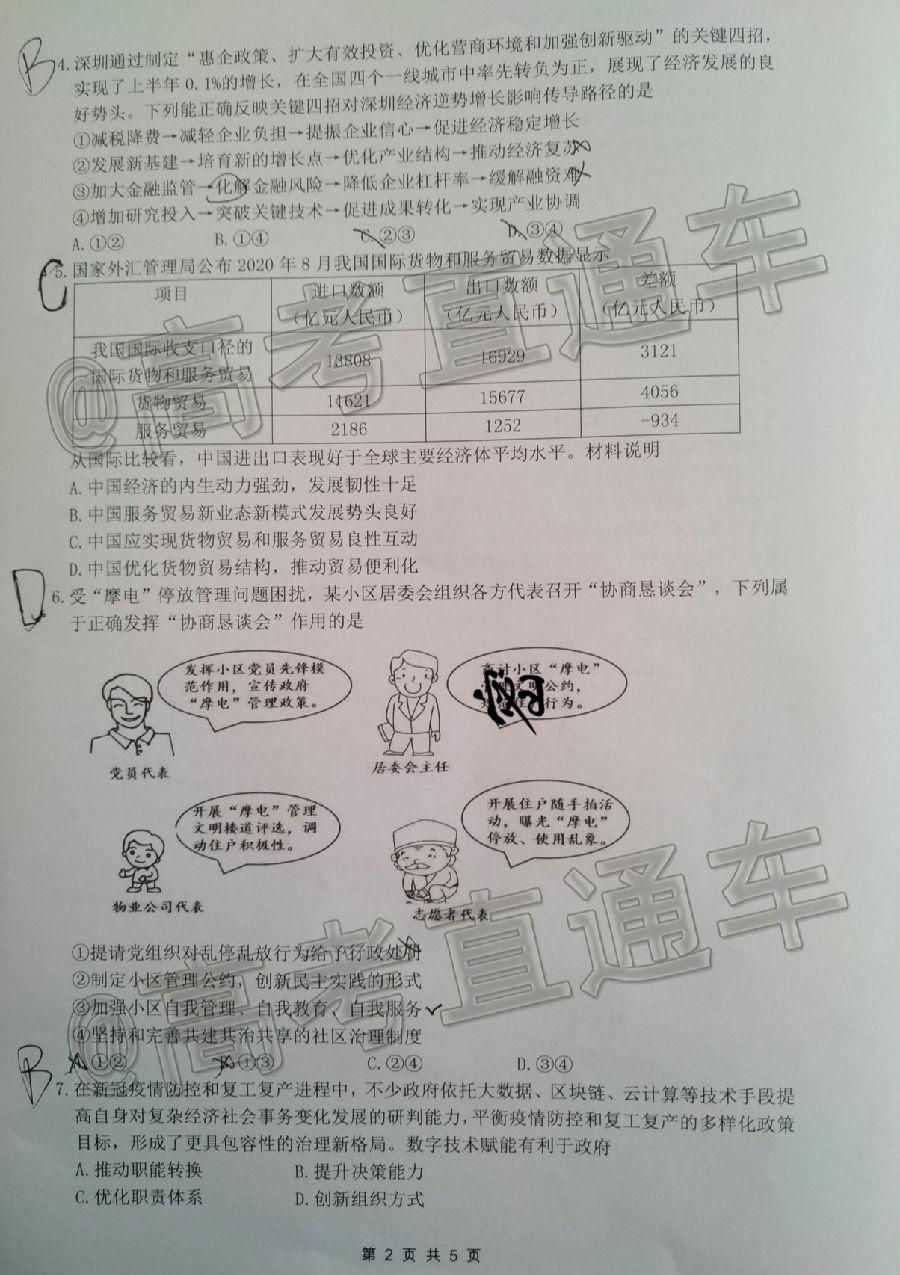 B
4. 深圳通过制定“惠企政策、扩大有效投资、优化营商环境和加强创新驱动”的关键四招，
实现了上半年 0.1%的增长，在全国四个一线城市中率先转负为正，展现了经济发展的良
好势头。下列能正确反映关键四招对深圳经济逆势增长影响传导路径的是
①减税降费→减轻企业负担→提振企业信心→促进经济稳定增长
②发展新基建→培育新的增长点→优化产业结构→推动经济复苏
③加大金融监管→化解金融风险→降低企业杠杆率→缓解融资难
④增加研究投入→突破关键技术→促进成果转化→实现产业协调
A. ①② B. ①④ C. ②③ D. ③④
C
5. 国家外汇管理局公布 2020 年 8 月我国国际货物和服务贸易数据显示
项目 进口数额 出口数额 差额
（亿元人民币） （亿元人民币） （亿元人民币）
我国国际收支口径的
国际货物和服务贸易 13808 16929 3121
货物贸易 11621 15677 4056
服务贸易 2186 1252 -934
从国际比较看，中国进出口表现好于全球主要经济体平均水平。材料说明
A. 中国经济的内生动力强劲，发展韧性十足
B. 中国服务贸易新业态新模式发展势头良好
C. 中国应实现货物贸易和服务贸易良性互动
D. 中国优化货物贸易结构，推动贸易便利化
D
6. 受“摩电”停放管理问题困扰，某小区居委会组织各方代表召开“协商恳谈会”，下列属
于正确发挥“协商恳谈会”作用的是
发挥小区党员先锋模
范作用，宣传政府
“摩电”管理政策。
党员代表
商计小区“摩电”
公约，
行为。
居委会主任
开展“摩电”管理
文明楼道评选，调
动住户积极性。
物业公司代表
开展住户随手拍活
动，曝光“摩电”
停放、使用乱象。
志愿者代表
①提请党组织对乱停乱放行为给予行政处罚
②制定小区管理公约，创新民主实践的形式
③加强小区自我管理、自我教育、自我服务
④坚持和完善共建共治共享的社区治理制度
A. ①② B. ①③ C. ②④ D. ③④
B
7. 在新冠疫情防控和复工复产进程中，不少政府依托大数据、区块链、云计算等技术手段提
高自身对复杂经济社会事务变化发展的研判能力，平衡疫情防控和复工复产的多样化政策
目标，形成了更具包容性的治理新格局。数字技术赋能有利于政府
A. 推动职能转换 B. 提升决策能力
C. 优化职责体系 D. 创新组织方式
第 2 页 共 5 页
@高考直通车
@高考直通车